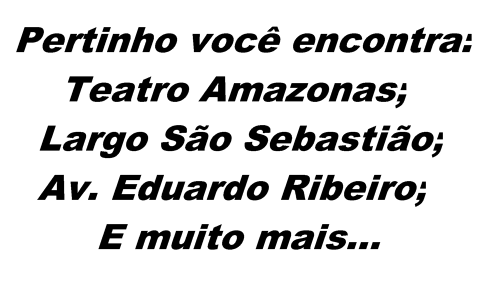 Pertinho você encontra:
Teatro Amazonas;
Largo São Sebastião;
Av. Eduardo Ribeiro;
E muito mais...